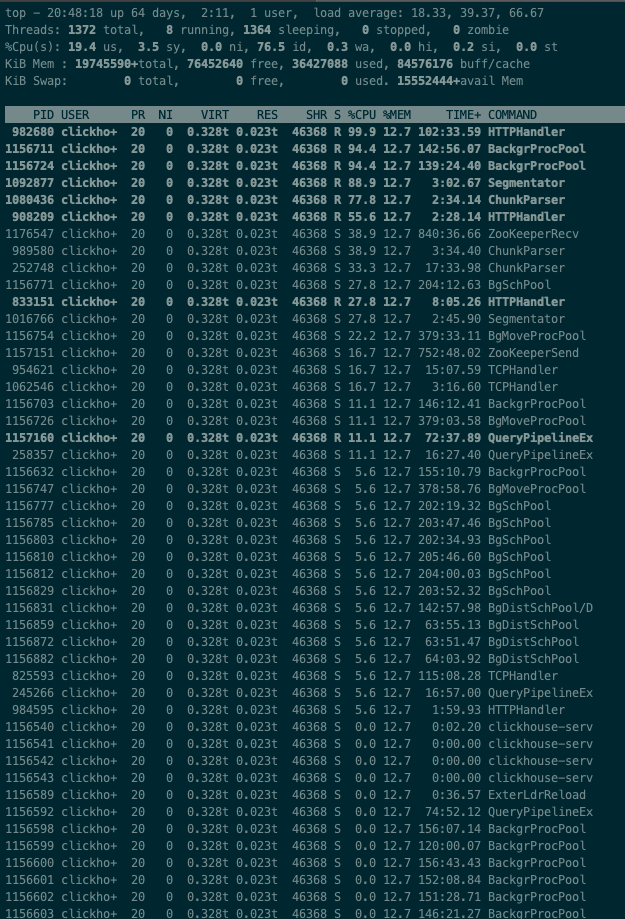 top - 20:48:18 up 64 days,  2:11,  1 user,  load average: 18.33, 39.37, 66.67
Threads: 1372 total,   8 running, 1364 sleeping,   0 stopped,   0 zombie
%Cpu(s): 19.4 us,  3.5 sy,  0.0 ni, 76.5 id,  0.3 wa,  0.0 hi,  0.2 si,  0.0 st
KiB Mem : 19745590+total, 76452640 free, 36427088 used, 84576176 buff/cache
KiB Swap:        0 total,        0 free,        0 used. 15552444+avail Mem
PID USER PR NI VIRT RES SHR S %CPU %MEM TIME+ COMMAND
982680 clickho+ 20 0 0.328t 0.023t 46368 R 99.9 12.7 102:33.59 HTTPHandler
1156711 clickho+ 20 0 0.328t 0.023t 46368 R 94.4 12.7 142:56.07 BackgrProcPool
1156724 clickho+ 20 0 0.328t 0.023t 46368 R 94.4 12.7 139:24.40 BackgrProcPool
1092877 clickho+ 20 0 0.328t 0.023t 46368 R 88.9 12.7 3:02.67 Segmentator
1080436 clickho+ 20 0 0.328t 0.023t 46368 R 77.8 12.7 2:34.14 ChunkParser
908209 clickho+ 20 0 0.328t 0.023t 46368 R 55.6 12.7 2:28.14 HTTPHandler
1176547 clickho+ 20 0 0.328t 0.023t 46368 S 38.9 12.7 840:36.66 ZooKeeperRecv
989580 clickho+ 20 0 0.328t 0.023t 46368 S 38.9 12.7 3:34.40 ChunkParser
252748 clickho+ 20 0 0.328t 0.023t 46368 S 33.3 12.7 17:33.98 ChunkParser
1156771 clickho+ 20 0 0.328t 0.023t 46368 S 27.8 12.7 204:12.63 BgSchPool
833151 clickho+ 20 0 0.328t 0.023t 46368 R 27.8 12.7 8:05.26 HTTPHandler
1016766 clickho+ 20 0 0.328t 0.023t 46368 S 27.8 12.7 2:45.90 Segmentator
1156754 clickho+ 20 0 0.328t 0.023t 46368 S 22.2 12.7 379:33.11 BgMoveProcPool
1157151 clickho+ 20 0 0.328t 0.023t 46368 S 16.7 12.7 752:48.02 ZooKeeperSend
954621 clickho+ 20 0 0.328t 0.023t 46368 S 16.7 12.7 15:07.59 TCPHandler
1062546 clickho+ 20 0 0.328t 0.023t 46368 S 16.7 12.7 3:16.60 TCPHandler
1156703 clickho+ 20 0 0.328t 0.023t 46368 S 11.1 12.7 146:12.41 BackgrProcPool
1156726 clickho+ 20 0 0.328t 0.023t 46368 S 11.1 12.7 379:03.58 BgMoveProcPool
1157160 clickho+ 20 0 0.328t 0.023t 46368 R 11.1 12.7 72:37.89 QueryPipelineEx
258357 clickho+ 20 0 0.328t 0.023t 46368 S 11.1 12.7 16:27.40 QueryPipelineEx
1156632 clickho+ 20 0 0.328t 0.023t 46368 S 5.6 12.7 155:10.79 BackgrProcPool
1156747 clickho+ 20 0 0.328t 0.023t 46368 S 5.6 12.7 378:58.76 BgMoveProcPool
1156777 clickho+ 20 0 0.328t 0.023t 46368 S 5.6 12.7 202:19.32 BgSchPool
1156785 clickho+ 20 0 0.328t 0.023t 46368 S 5.6 12.7 203:47.46 BgSchPool
1156803 clickho+ 20 0 0.328t 0.023t 46368 S 5.6 12.7 202:34.93 BgSchPool
1156810 clickho+ 20 0 0.328t 0.023t 46368 S 5.6 12.7 205:46.60 BgSchPool
1156812 clickho+ 20 0 0.328t 0.023t 46368 S 5.6 12.7 204:00.03 BgSchPool
1156829 clickho+ 20 0 0.328t 0.023t 46368 S 5.6 12.7 203:52.32 BgSchPool
1156831 clickho+ 20 0 0.328t 0.023t 46368 S 5.6 12.7 142:57.98 BgDistSchPool/D
1156859 clickho+ 20 0 0.328t 0.023t 46368 S 5.6 12.7 63:55.13 BgDistSchPool
1156872 clickho+ 20 0 0.328t 0.023t 46368 S 5.6 12.7 63:51.47 BgDistSchPool
1156882 clickho+ 20 0 0.328t 0.023t 46368 S 5.6 12.7 64:03.92 BgDistSchPool
825593 clickho+ 20 0 0.328t 0.023t 46368 S 5.6 12.7 115:08.28 TCPHandler
245266 clickho+ 20 0 0.328t 0.023t 46368 S 5.6 12.7 16:57.00 QueryPipelineEx
984595 clickho+ 20 0 0.328t 0.023t 46368 S 5.6 12.7 1:59.93 HTTPHandler
1156540 clickho+ 20 0 0.328t 0.023t 46368 S 0.0 12.7 0:02.20 clickhouse-serv
1156541 clickho+ 20 0 0.328t 0.023t 46368 S 0.0 12.7 0:00.00 clickhouse-serv
1156542 clickho+ 20 0 0.328t 0.023t 46368 S 0.0 12.7 0:00.00 clickhouse-serv
1156543 clickho+ 20 0 0.328t 0.023t 46368 S 0.0 12.7 0:00.00 clickhouse-serv
1156589 clickho+ 20 0 0.328t 0.023t 46368 S 0.0 12.7 0:36.57 ExterLdrReload
1156592 clickho+ 20 0 0.328t 0.023t 46368 S 0.0 12.7 74:52.12 QueryPipelineEx
1156598 clickho+ 20 0 0.328t 0.023t 46368 S 0.0 12.7 156:07.14 BackgrProcPool
1156599 clickho+ 20 0 0.328t 0.023t 46368 S 0.0 12.7 120:00.07 BackgrProcPool
1156600 clickho+ 20 0 0.328t 0.023t 46368 S 0.0 12.7 156:43.43 BackgrProcPool
1156601 clickho+ 20 0 0.328t 0.023t 46368 S 0.0 12.7 152:08.84 BackgrProcPool
1156602 clickho+ 20 0 0.328t 0.023t 46368 S 0.0 12.7 151:28.71 BackgrProcPool
1156603 clickho+ 20 0 0.328t 0.023t 46368 S 0.0 12.7 146:21.27 BackgrProcPool